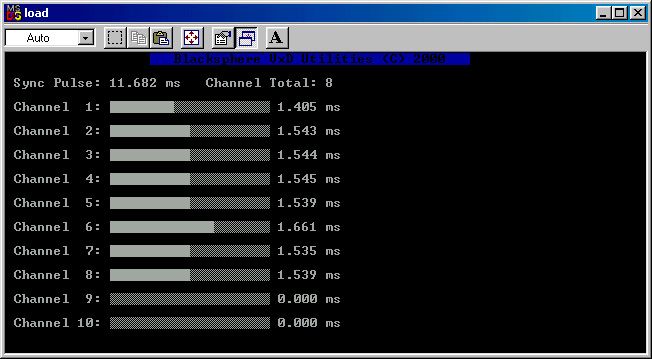 load
Auto
A
Blacksphere VxD Utilities (C) 2000
Sync Pulse: 11.682 ms Channel Total: 8
Channel 1: 1.405 ms
Channel 2: 1.543 ms
Channel 3: 1.544 ms
Channel 4: 1.545 ms
Channel 5: 1.539 ms
Channel 6: 1.661 ms
Channel 7: 1.535 ms
Channel 8: 1.539 ms
Channel 9: 0.000 ms
Channel 10: 0.000 ms